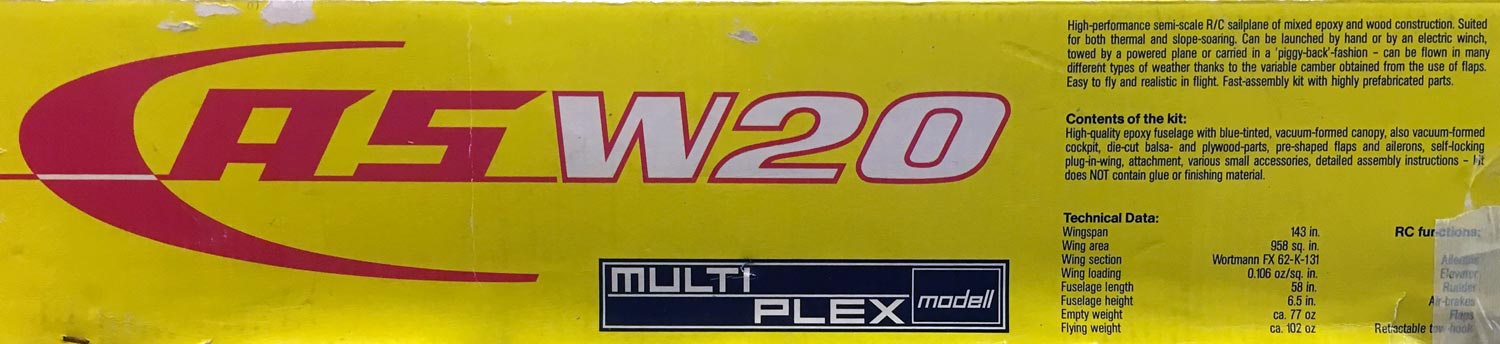 ASW20
MULTI
PLEX modell
High-performance semi-scale R/C sailplane of mixed epoxy and wood construction. Suited
for both thermal and slope-soaring. Can be launched by hand or by an electric winch,
towed by a powered plane or carried in a 'piggy-back'-fashion – can be flown in many
different types of weather thanks to the variable camber obtained from the use of flaps.
Easy to fly and realistic in flight. Fast-assembly kit with highly prefabricated parts.
Contents of the kit:
High-quality epoxy fuselage with blue-tinted, vacuum-formed canopy, also vacuum-formed
cockpit, die-cut balsa- and plywood-parts, pre-shaped flaps and ailerons, self-locking
plug-in-wing, attachment, various small accessories, detailed assembly instructions – kit
does NOT contain glue or finishing material.
Technical Data:
Wingspan 143 in. RC functions:
Wing area 958 sq. in.
Wing section Wortmann FX 62-K-131 Ailerons
Wing loading 0.106 oz/sq. in. Elevator
Fuselage length 58 in. Rudder
Fuselage height 6.5 in. Air-brakes
Empty weight ca. 77 oz Flaps
Flying weight ca. 102 oz Retractable tow-hook